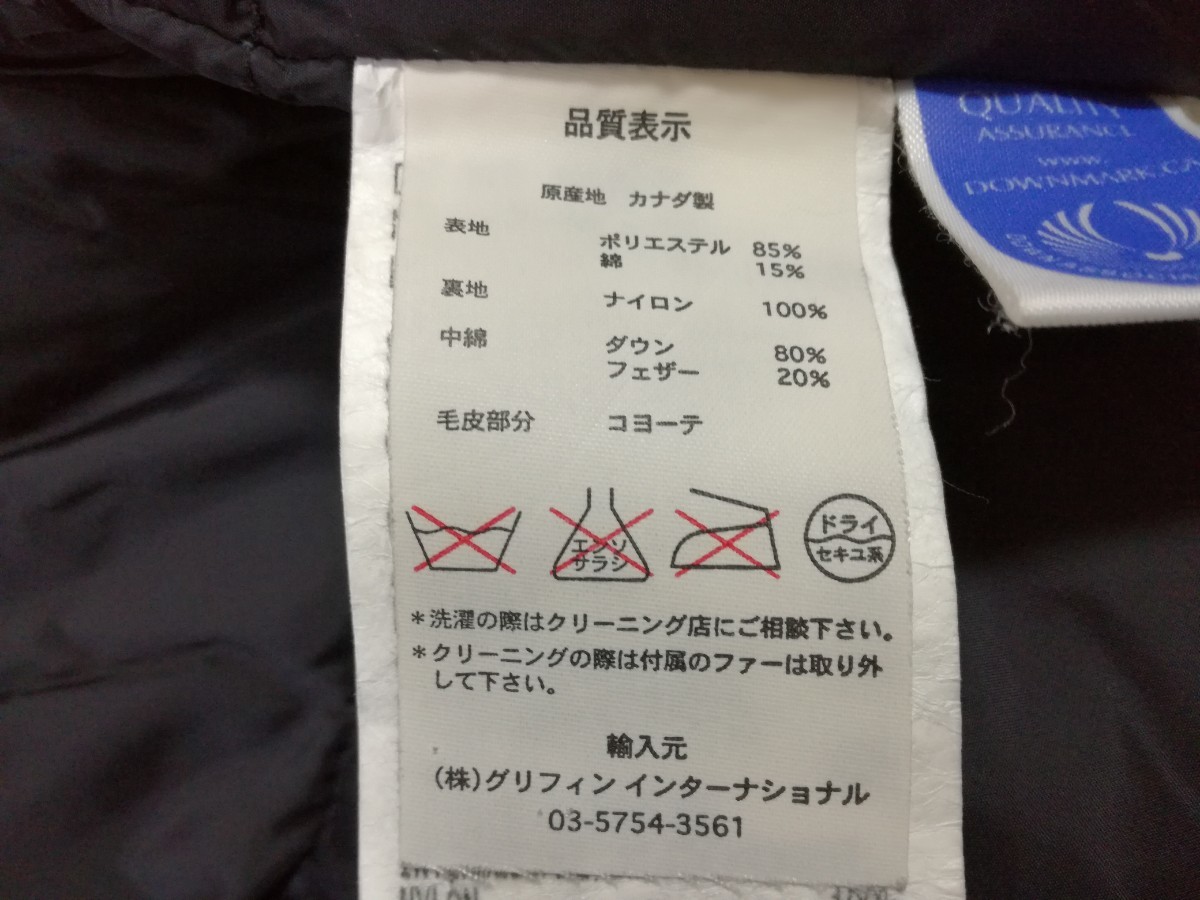 品質表示
原産地 カナダ製
表地 ポリエステル 85%
綿 15%
裏地 ナイロン 100%
中綿 ダウン 80%
フェザー 20%
毛皮部分 コヨーテ
エンソ
サラシ
ドライ
セキユ系
*洗濯の際はクリーニング店にご相談下さい。
*クリーニングの際は付属のファーは取り外
して下さい。
輸入元
(株)グリフィン インターナショナル
03-5754-3561
NYLON
QUALITY
ASSURANCE
www.
DOWNMARK.CA